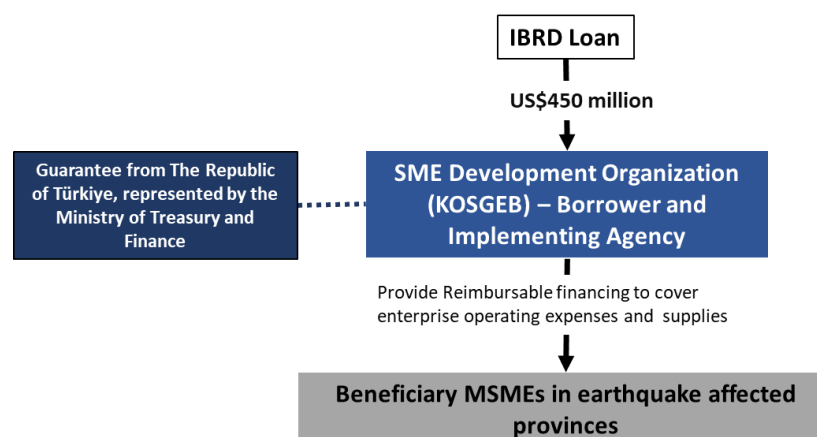 IBRD Loan
US$450 million
Guarantee from The Republic
of Türkiye, represented by the
Ministry of Treasury and
Finance
SME Development Organization
(KOSGEB) – Borrower and
Implementing Agency
Provide Reimbursable financing to cover
enterprise operating expenses and supplies
Beneficiary MSMEs in earthquake affected
provinces